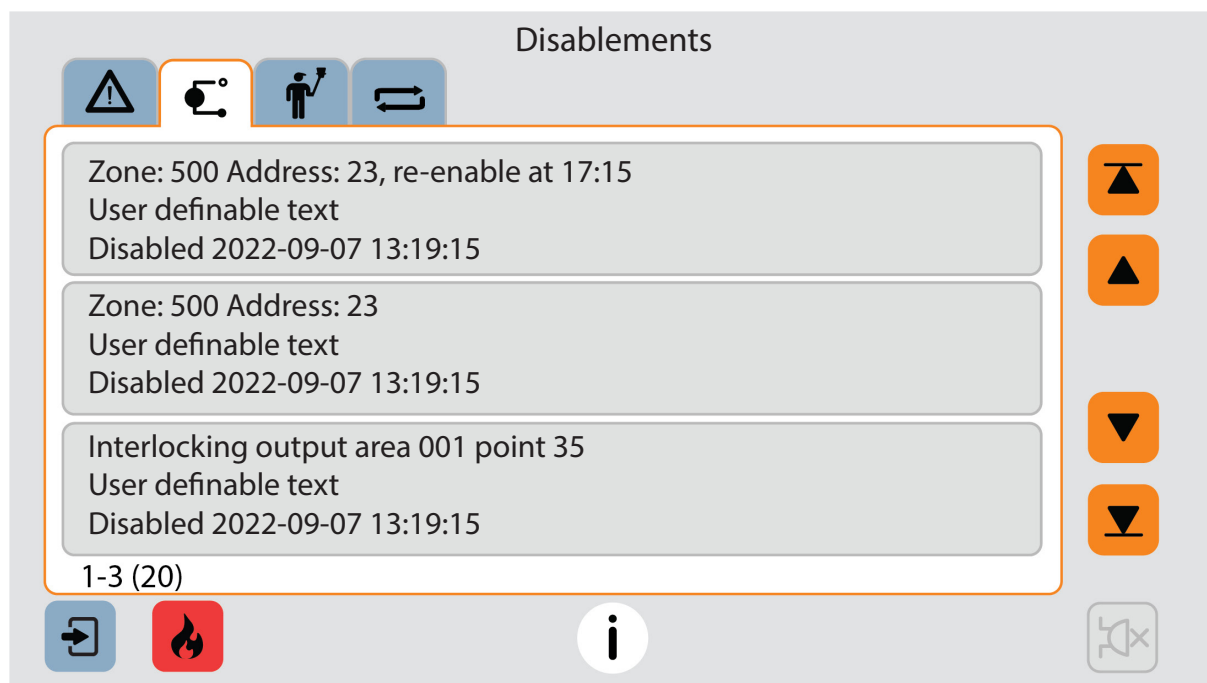 Disablements
Zone: 500 Address: 23, re-enable at 17:15
User definable text
Disabled 2022-09-07 13:19:15
Zone: 500 Address: 23
User definable text
Disabled 2022-09-07 13:19:15
Interlocking output area 001 point 35
User definable text
Disabled 2022-09-07 13:19:15
1-3 (20)
i